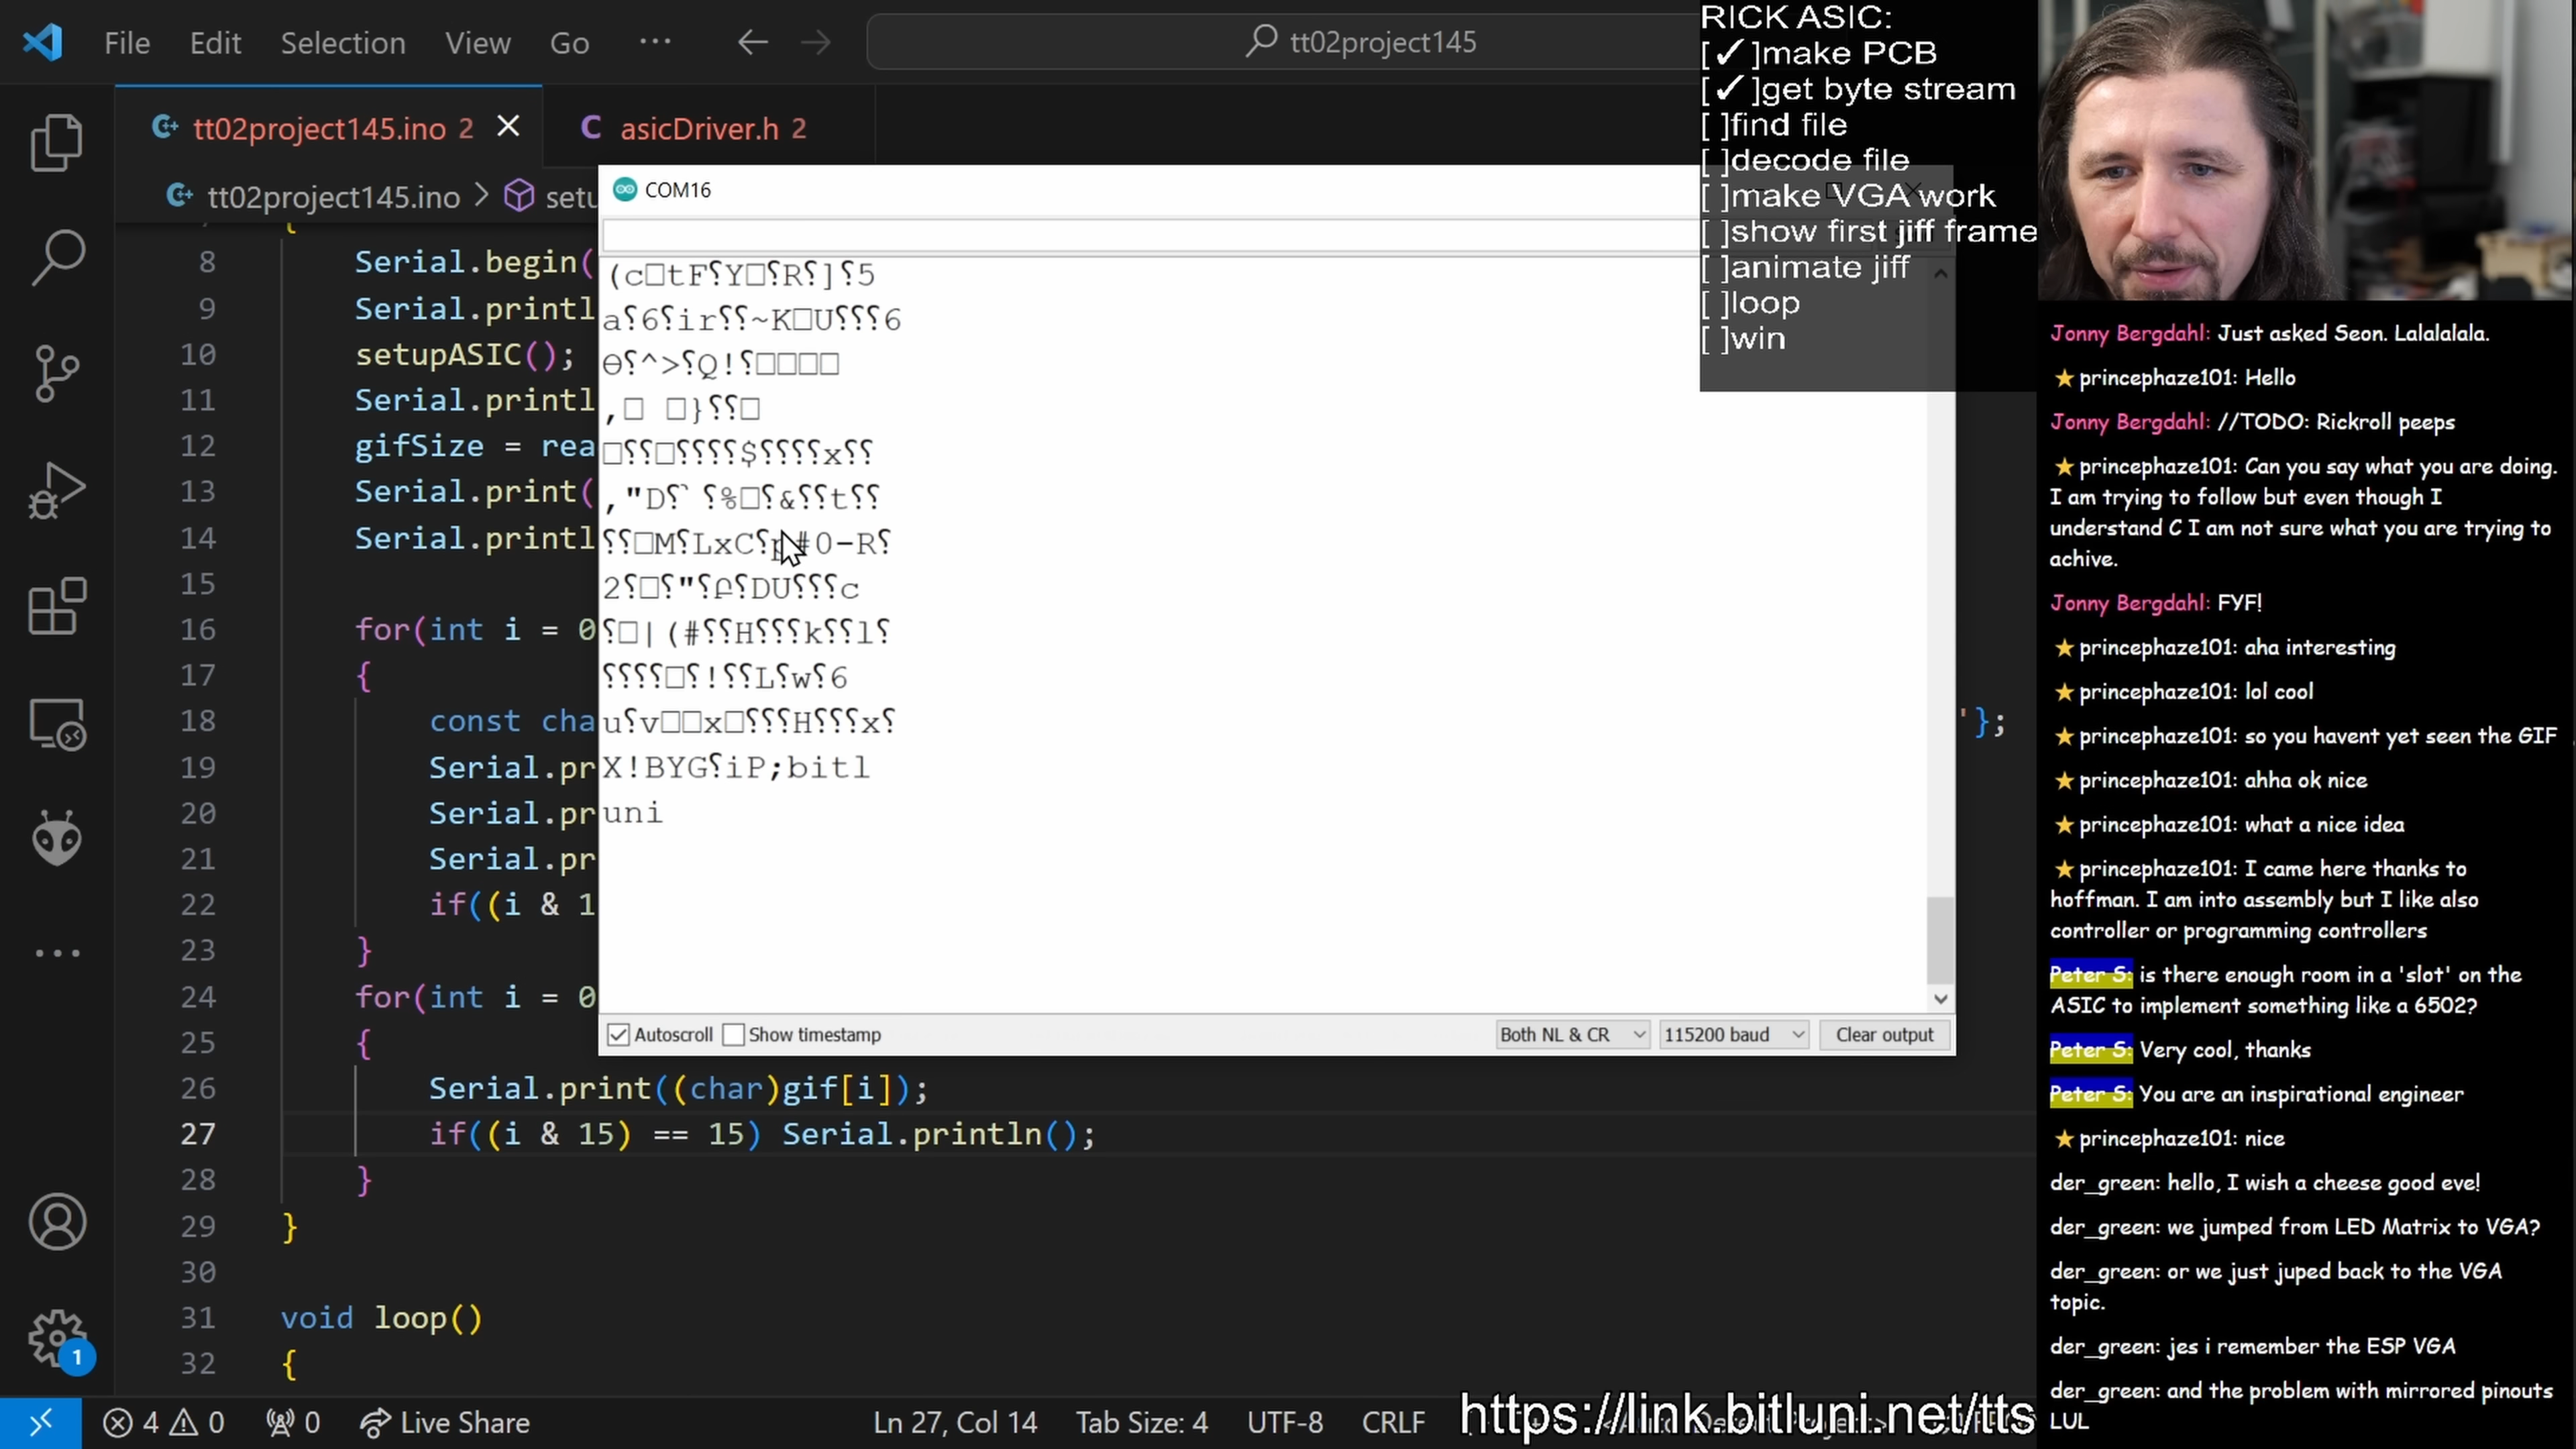 File Edit Selection View Go ··· tt02project145
tt02project145.ino 2
asicDriver.h 2
tt02project145.ino > setu
8 Serial.begin(
9 Serial.printl
10 setupASIC();
11 Serial.printl
12 gifSize = rea
13 Serial.print(
14 Serial.printl
15
16 for(int i = 0
17 {
18 const cha
'};
19 Serial.pr
20 Serial.pr
21 Serial.pr
22 if((i & 1
23 }
24 for(int i = 0
25 {
26 Serial.print((char)gif[i]);
27 if((i & 15) == 15) Serial.println();
28 }
29 }
30
31 void loop()
32 {
COM16
(c□tF⸮Y□⸮R⸮]⸮5
a⸮6⸮ir⸮⸮~K□U⸮⸮⸮6
Ө⸮^>⸮Q!⸮□□□□
,□ □}⸮⸮□
□⸮⸮□⸮⸮⸮⸮$⸮⸮⸮⸮x⸮⸮
,"D⸮` ⸮%□⸮&⸮⸮t⸮⸮
⸮⸮□M⸮LxC⸮p#0-R⸮
⸮□|(#⸮⸮H⸮⸮⸮k⸮⸮l⸮
⸮⸮⸮⸮□⸮!⸮⸮L⸮w⸮6
u⸮v□□x□⸮⸮⸮H⸮⸮⸮x⸮
X!BYG⸮iP;bitl
uni
Autoscroll Show timestamp Both NL & CR 115200 baud Clear output
RICK ASIC:
[✓]make PCB
[✓]get byte stream
[ ]find file
[ ]decode file
[ ]make VGA work
[ ]show first jiff frame
[ ]animate jiff
[ ]loop
[ ]win
Jonny Bergdahl: Just asked Seon. Lalalalala.
princephaze101: Hello
Jonny Bergdahl: //TODO: Rickroll peeps
princephaze101: Can you say what you are doing.
I am trying to follow but even though I
understand C I am not sure what you are trying to
achive.
Jonny Bergdahl: FYF!
princephaze101: aha interesting
princephaze101: lol cool
princephaze101: so you havent yet seen the GIF
princephaze101: ahha ok nice
princephaze101: what a nice idea
princephaze101: I came here thanks to
hoffman. I am into assembly but I like also
controller or programming controllers
Peter S: is there enough room in a 'slot' on the
ASIC to implement something like a 6502?
Peter S: Very cool, thanks
Peter S: You are an inspirational engineer
princephaze101: nice
der_green: hello, I wish a cheese good eve!
der_green: we jumped from LED Matrix to VGA?
der_green: or we just juped back to the VGA
topic.
der_green: jes i remember the ESP VGA
der_green: and the problem with mirrored pinouts
LUL
1
4 0 0 Live Share Ln 27, Col 14 Tab Size: 4 UTF-8 CRLF
https://link.bitluni.net/tts